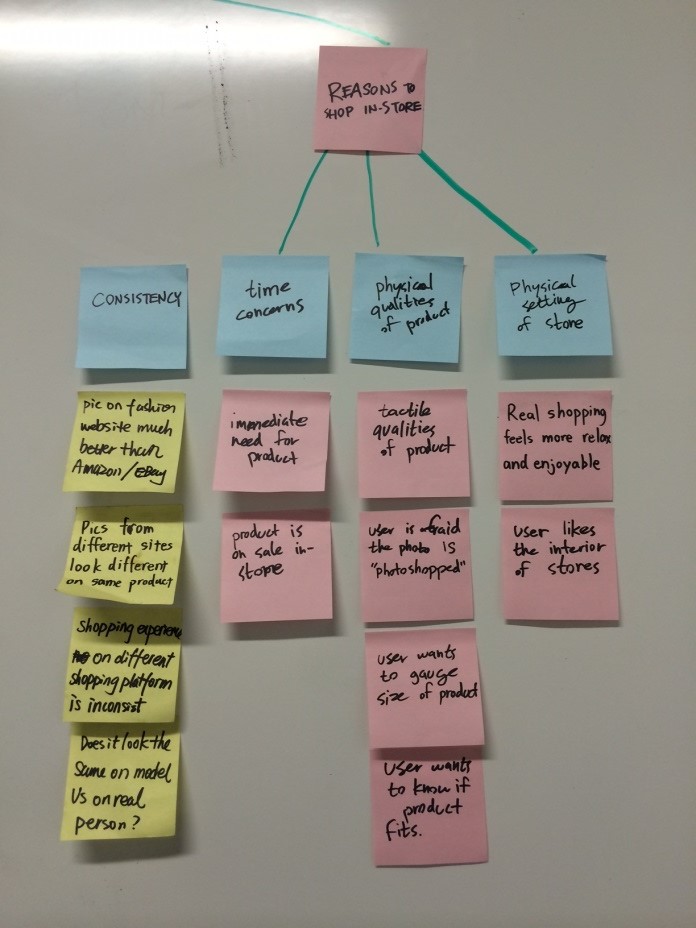 REASONS TO
SHOP IN-STORE
CONSISTENCY
pic on fashion
website much
better than
Amazon/eBay
Pics from
different sites
look different
on same product
Shopping experience
on different
shopping platform
is inconsist
Does it look the
same on model
Vs on real
person?
time
concerns
immediate
need for
product
product is
on sale in-
store
physical
qualities
of product
tactile
qualities
of product
user is afraid
the photo is
"photoshopped"
user wants
to gauge
size of product
user wants
to know if
product
fits.
Physical
setting
of store
Real shopping
feels more relax
and enjoyable
user likes
the interior
of stores